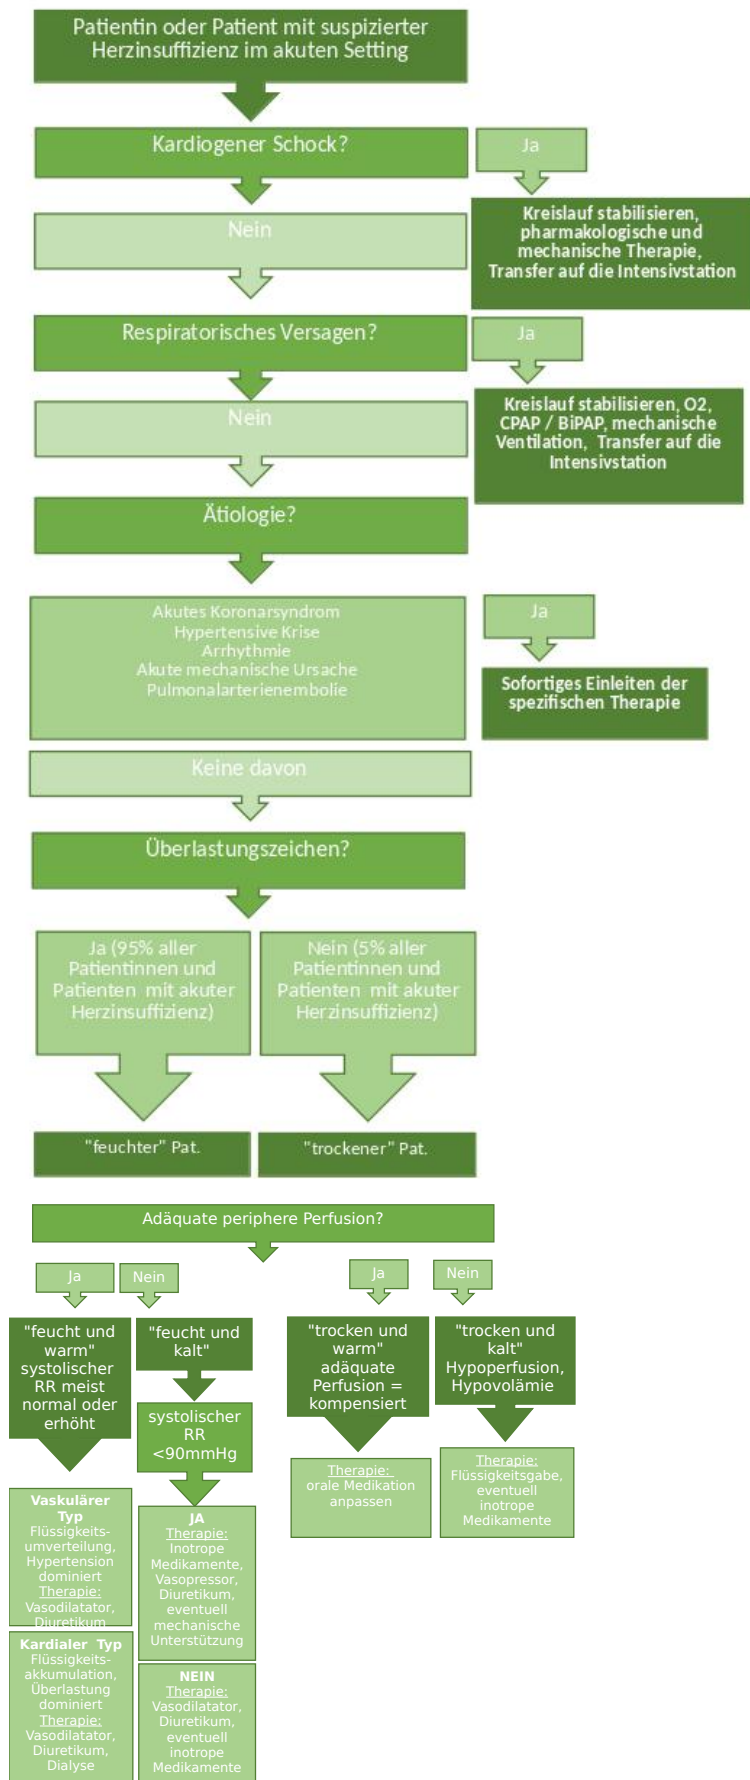 Patientin oder Patient mit suspizierter
Herzinsuffizienz im akuten Setting
Kardiogener Schock?
Ja
Nein
Kreislauf stabilisieren,
pharmakologische und
mechanische Therapie,
Transfer auf die Intensivstation
Respiratorisches Versagen?
Ja
Nein
Kreislauf stabilisieren, O2,
CPAP / BiPAP, mechanische
Ventilation, Transfer auf die
Intensivstation
Ätiologie?
Akutes Koronarsyndrom
Hypertensive Krise
Arrhythmie
Akute mechanische Ursache
Pulmonalarterienembolie
Ja
Sofortiges Einleiten der
spezifischen Therapie
Keine davon
Überlastungszeichen?
Ja (95% aller
Patientinnen und
Patienten mit akuter
Herzinsuffizienz)
Nein (5% aller
Patientinnen und
Patienten mit akuter
Herzinsuffizienz)
"feuchter" Pat.
"trockener" Pat.
Adäquate periphere Perfusion?
Ja
Nein
Ja
Nein
"feucht und
warm"
systolischer
RR meist
normal oder
erhöht
"feucht und
kalt"
systolischer
RR
<90mmHg
"trocken und
warm"
adäquate
Perfusion =
kompensiert
"trocken und
kalt"
Hypoperfusion,
Hypovolämie
Therapie:
orale Medikation
anpassen
Therapie:
Flüssigkeitsgabe,
eventuell
inotrope
Medikamente
Vaskulärer
Typ
Flüssigkeits-
umverteilung,
Hypertension
dominiert
Therapie:
Vasodilatator,
Diuretikum
JA
Therapie:
Inotrope
Medikamente,
Vasopressor,
Diuretikum,
eventuell
mechanische
Unterstützung
Kardialer Typ
Flüssigkeits-
akkumulation,
Überlastung
dominiert
Therapie:
Vasodilatator,
Diuretikum,
Dialyse
NEIN
Therapie:
Vasodilatator,
Diuretikum,
eventuell
inotrope
Medikamente